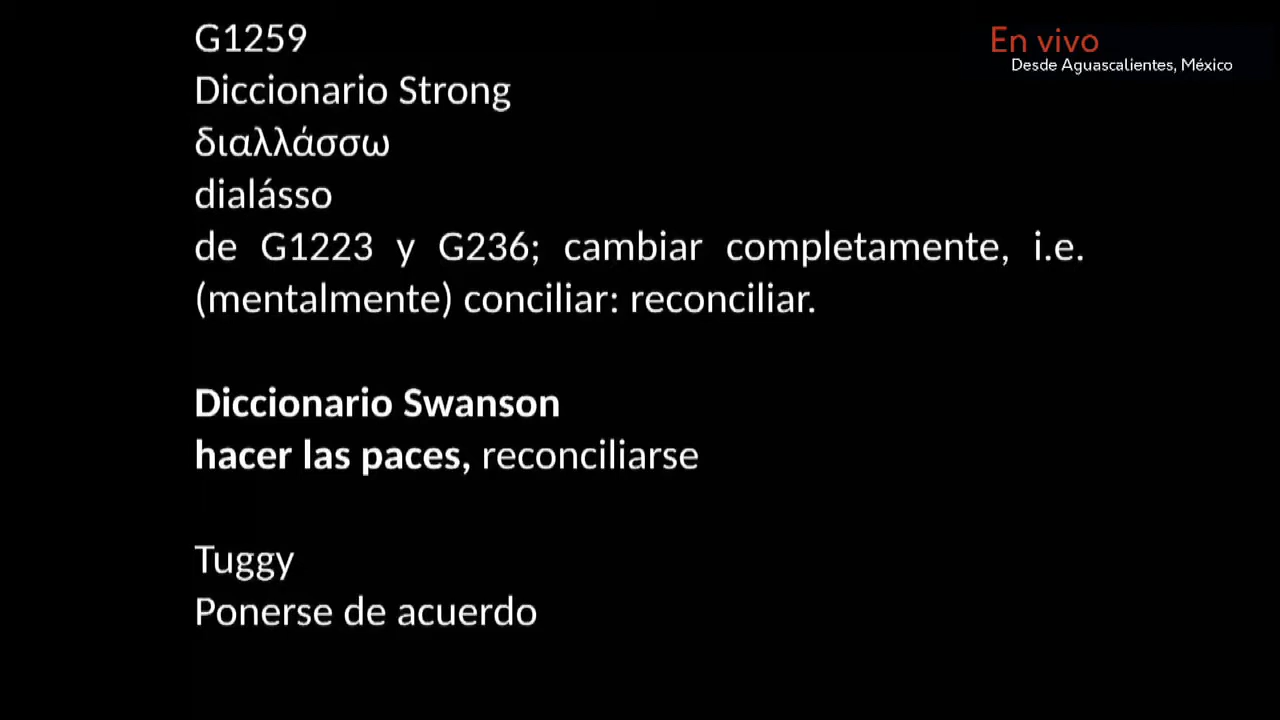 G1259
En vivo
Desde Aguascalientes, México
Diccionario Strong
διαλλάσσω
dialásso
de G1223 y G236; cambiar completamente, i.e.
(mentalmente) conciliar: reconciliar.
Diccionario Swanson
hacer las paces, reconciliarse
Tuggy
Ponerse de acuerdo